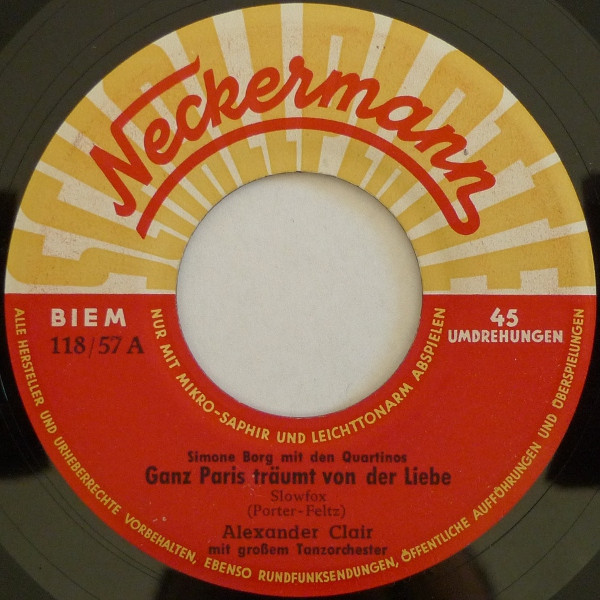 SCHALLPLATTE
Neckermann
BIEM
118/57 A
45
UMDREHUNGEN
NUR MIT MIKRO-SAPHIR UND LEICHTTONARM ABSPIELEN
Simone Borg mit den Quartinos
Ganz Paris träumt von der Liebe
Slowfox
(Porter-Feltz)
Alexander Clair
mit großem Tanzorchester
ALLE HERSTELLER UND URHEBERRECHTE VORBEHALTEN, EBENSO RUNDFUNKSENDUNGEN, ÖFFENTLICHE AUFFÜHRUNGEN UND ÜBERSPIELUNGEN